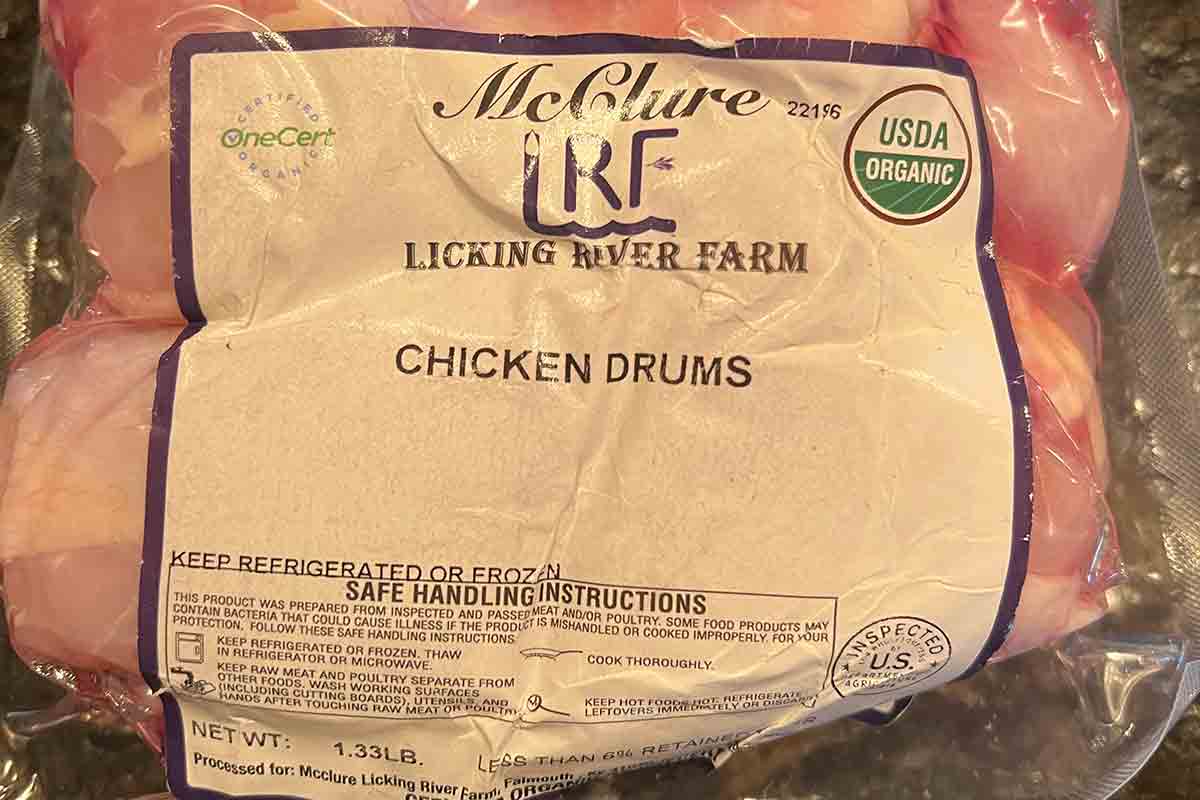 McClure
22196
CERTIFIED
OneCert
ORGANIC
USDA
ORGANIC
LRF
LICKING RIVER FARM
CHICKEN DRUMS
KEEP REFRIGERATED OR FROZEN
SAFE HANDLING INSTRUCTIONS
THIS PRODUCT WAS PREPARED FROM INSPECTED AND PASSED MEAT AND/OR POULTRY. SOME FOOD PRODUCTS MAY
CONTAIN BACTERIA THAT COULD CAUSE ILLNESS IF THE PRODUCT IS MISHANDLED OR COOKED IMPROPERLY. FOR YOUR
PROTECTION, FOLLOW THESE SAFE HANDLING INSTRUCTIONS
KEEP REFRIGERATED OR FROZEN. THAW
IN REFRIGERATOR OR MICROWAVE.
KEEP RAW MEAT AND POULTRY SEPARATE FROM
OTHER FOODS. WASH WORKING SURFACES
(INCLUDING CUTTING BOARDS), UTENSILS, AND
HANDS AFTER TOUCHING RAW MEAT OR POULTRY
COOK THOROUGHLY.
KEEP HOT FOODS HOT. REFRIGERATE
LEFTOVERS IMMEDIATELY OR DISCARD
INSPECTED
U.S.
DEPARTMENT
NET WT: 1.33LB.
LESS THAN 6% RETAINED
Processed for: Mcclure Licking River Farm, Falmouth,